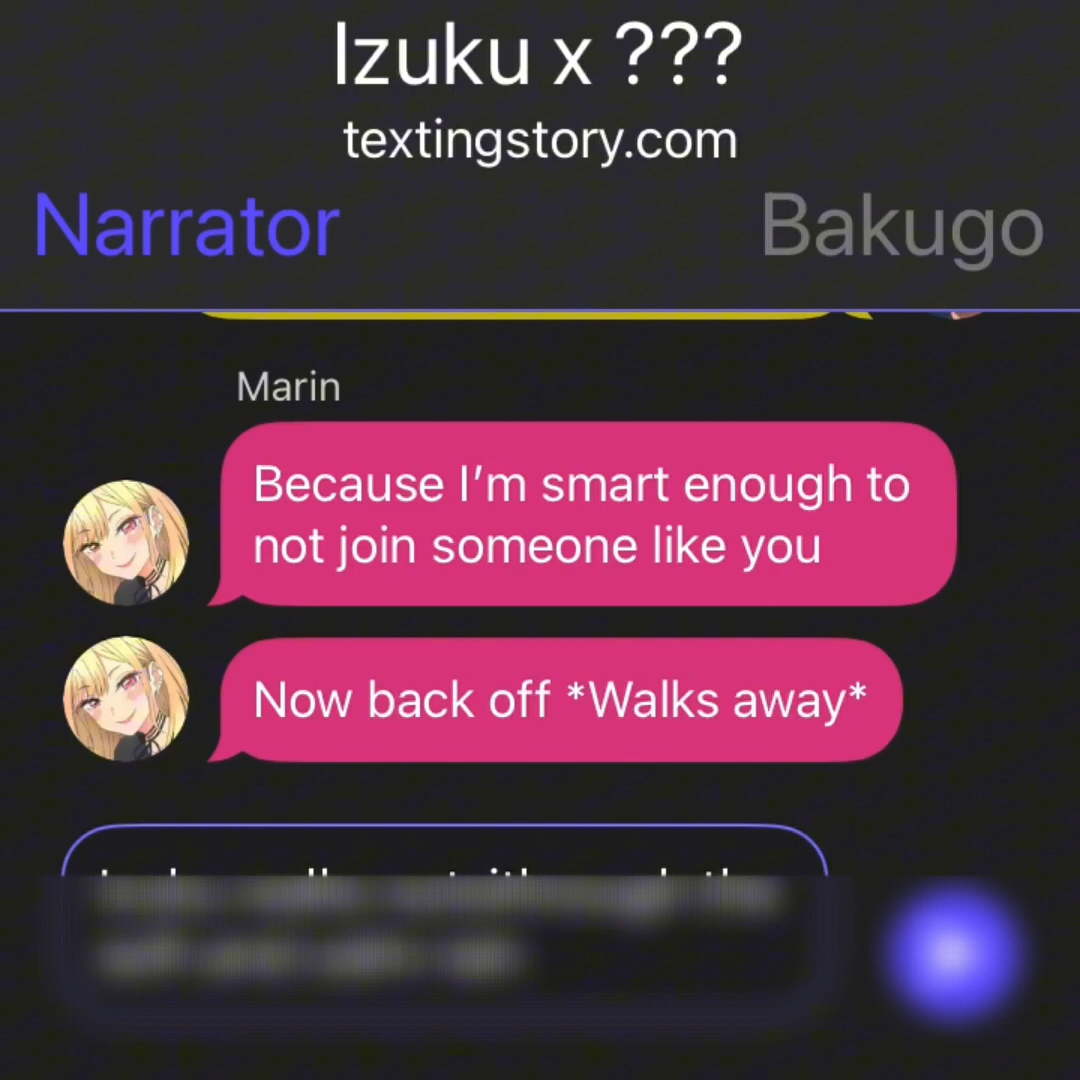 Izuku x ???
textingstory.com
Narrator
Bakugo
Marin
Because I’m smart enough to
not join someone like you
Now back off *Walks away*